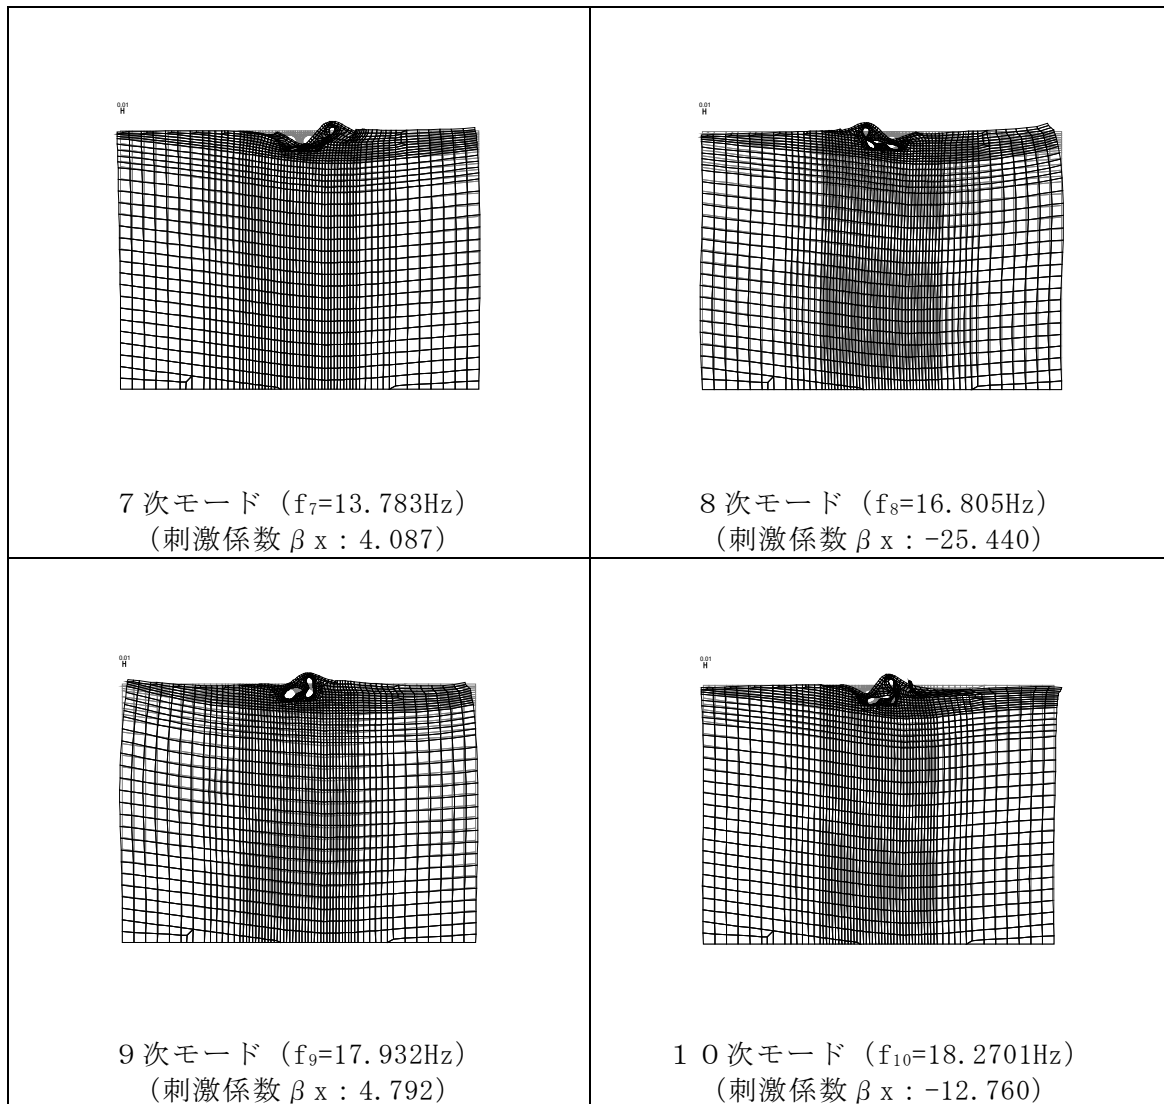 0.01
H
0.01
H
7次モード (f₇=13.783Hz)
(刺激係数βx:4.087)
8次モード (f₈=16.805Hz)
(刺激係数βx:-25.440)
0.01
H
0.01
H
9次モード (f₉=17.932Hz)
(刺激係数βx:4.792)
10次モード (f₁₀=18.2701Hz)
(刺激係数βx:-12.760)